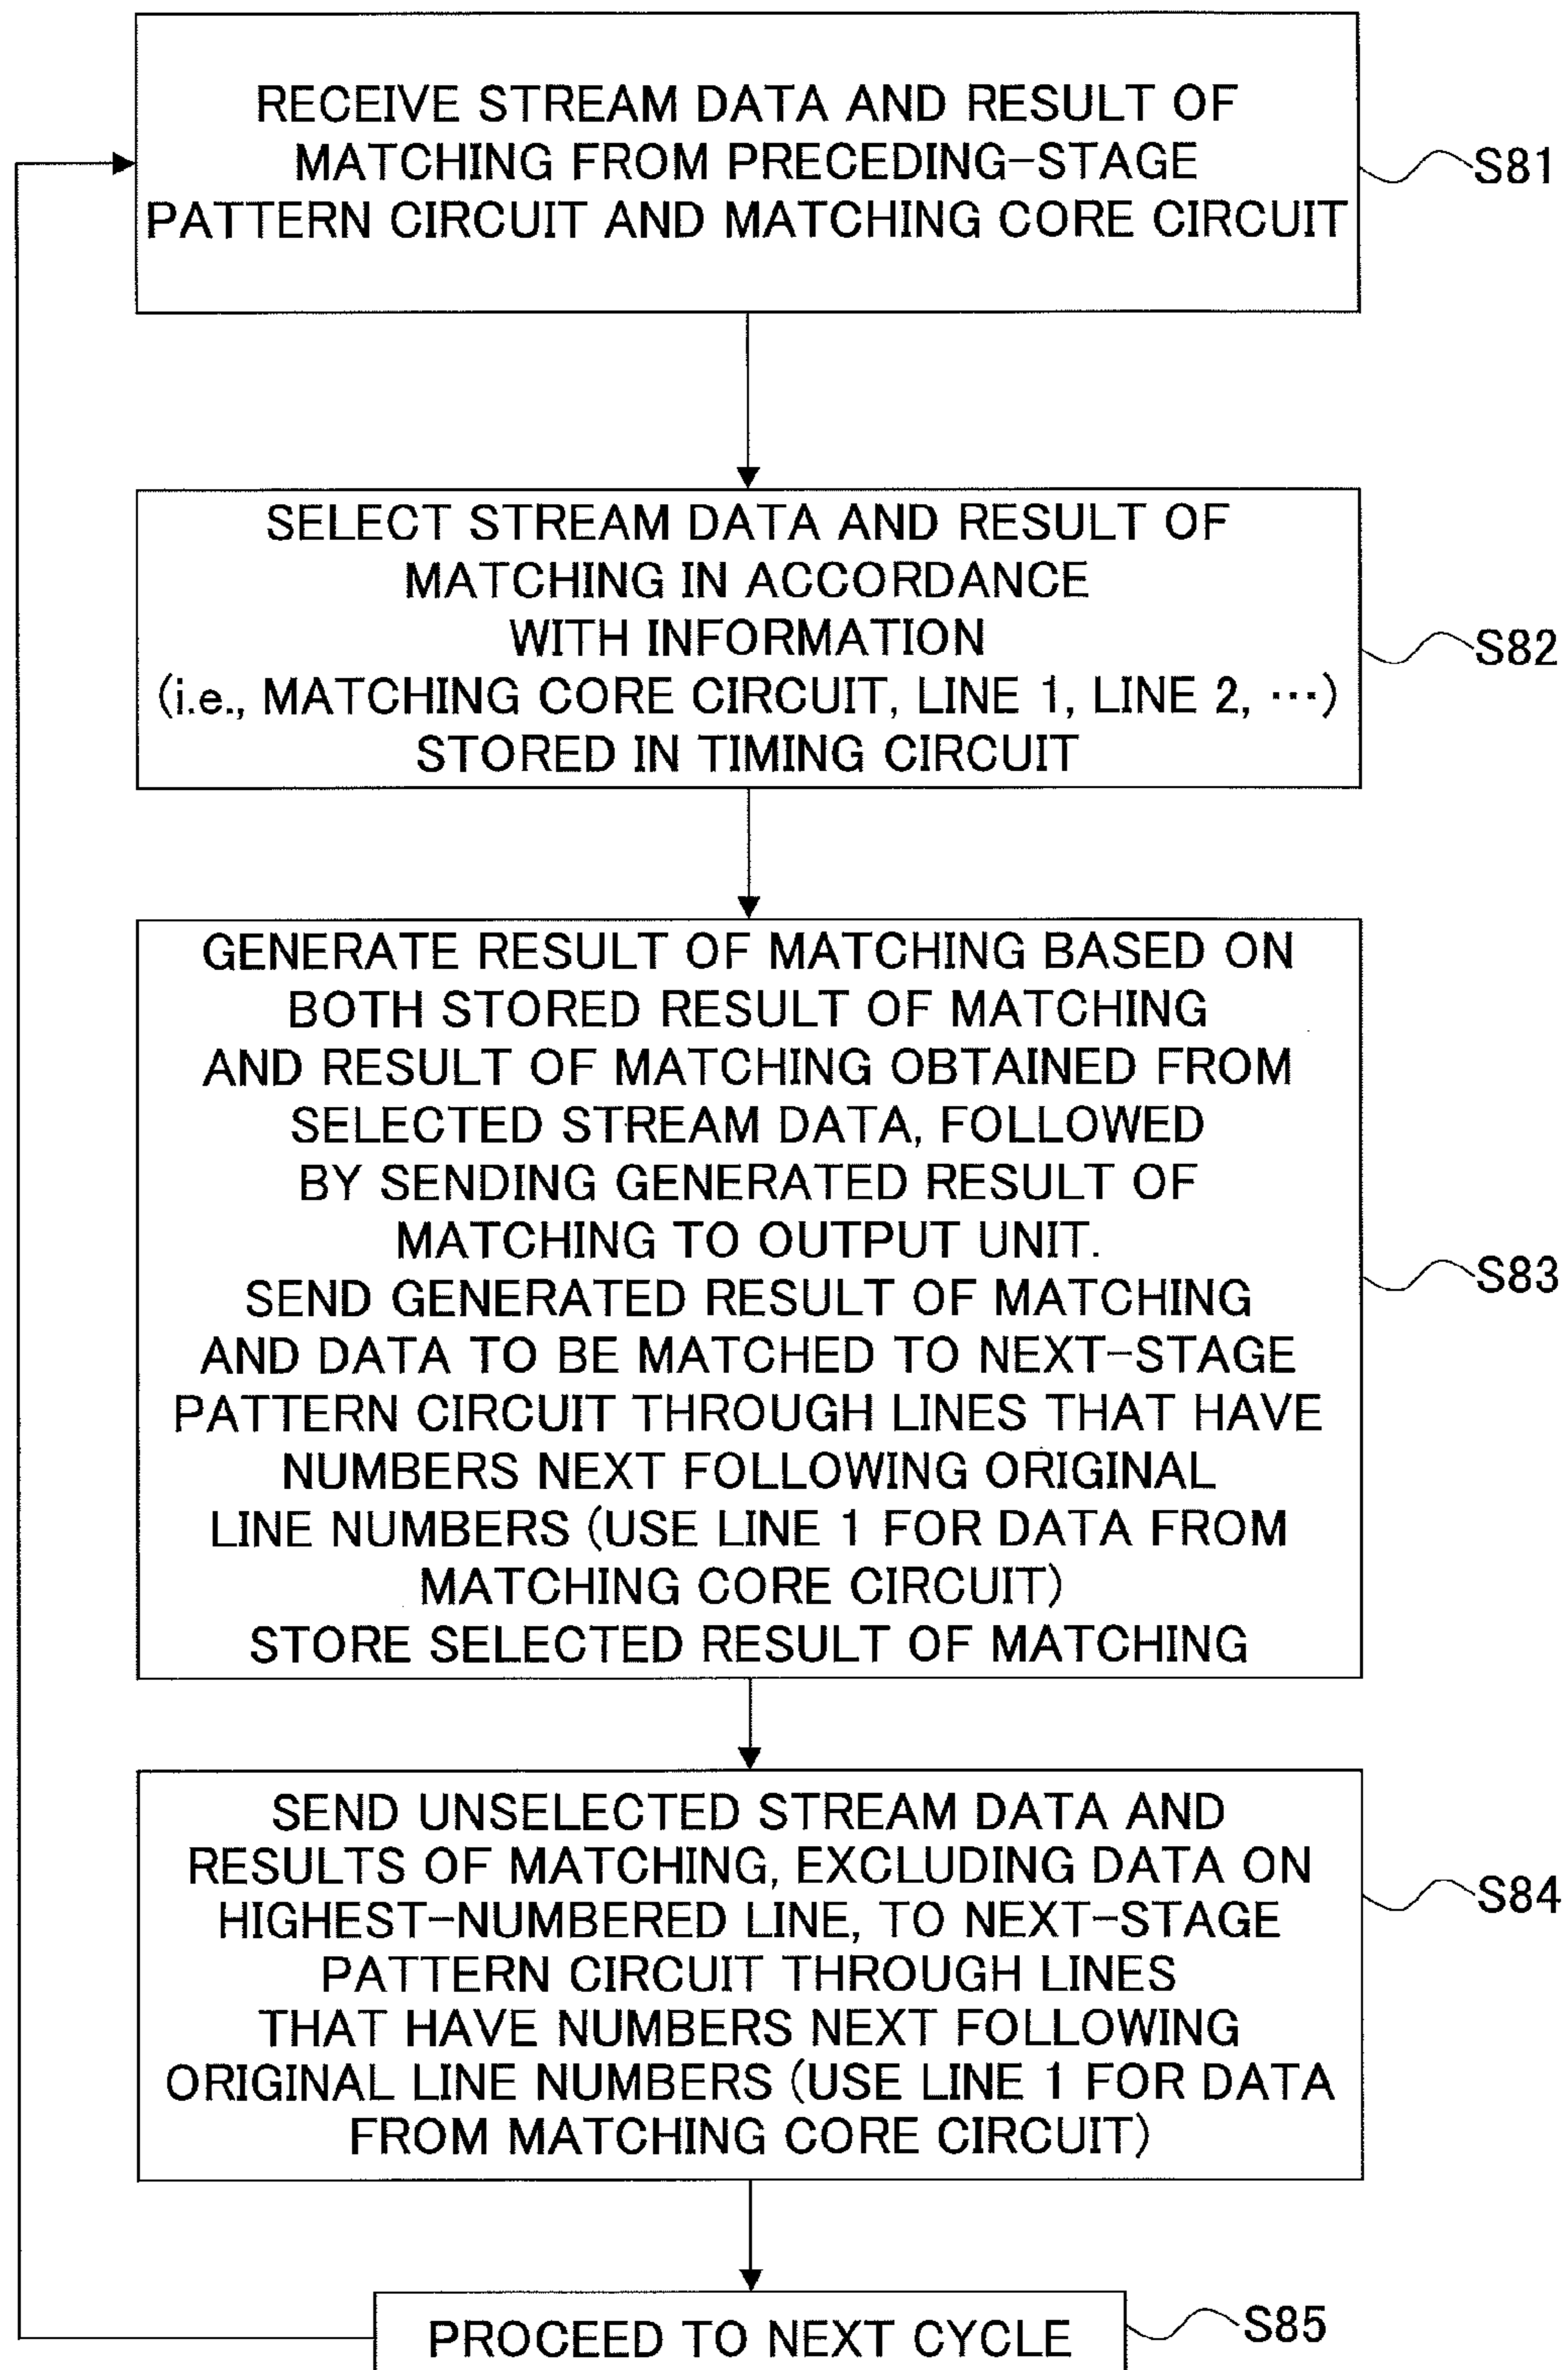 RECEIVE STREAM DATA AND RESULT OF
MATCHING FROM PRECEDING-STAGE
PATTERN CIRCUIT AND MATCHING CORE CIRCUIT
S81
SELECT STREAM DATA AND RESULT OF
MATCHING IN ACCORDANCE
WITH INFORMATION
(i.e., MATCHING CORE CIRCUIT, LINE 1, LINE 2, ···)
STORED IN TIMING CIRCUIT
S82
GENERATE RESULT OF MATCHING BASED ON
BOTH STORED RESULT OF MATCHING
AND RESULT OF MATCHING OBTAINED FROM
SELECTED STREAM DATA, FOLLOWED
BY SENDING GENERATED RESULT OF
MATCHING TO OUTPUT UNIT.
SEND GENERATED RESULT OF MATCHING
AND DATA TO BE MATCHED TO NEXT-STAGE
PATTERN CIRCUIT THROUGH LINES THAT HAVE
NUMBERS NEXT FOLLOWING ORIGINAL
LINE NUMBERS (USE LINE 1 FOR DATA FROM
MATCHING CORE CIRCUIT)
STORE SELECTED RESULT OF MATCHING
S83
SEND UNSELECTED STREAM DATA AND
RESULTS OF MATCHING, EXCLUDING DATA ON
HIGHEST-NUMBERED LINE, TO NEXT-STAGE
PATTERN CIRCUIT THROUGH LINES
THAT HAVE NUMBERS NEXT FOLLOWING
ORIGINAL LINE NUMBERS (USE LINE 1 FOR DATA
FROM MATCHING CORE CIRCUIT)
S84
PROCEED TO NEXT CYCLE
S85